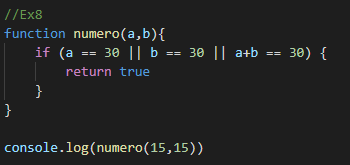 //Ex8
function numero(a,b){
    if (a == 30 || b == 30 || a+b == 30) {
        return true
    }
}

console.log(numero(15,15))